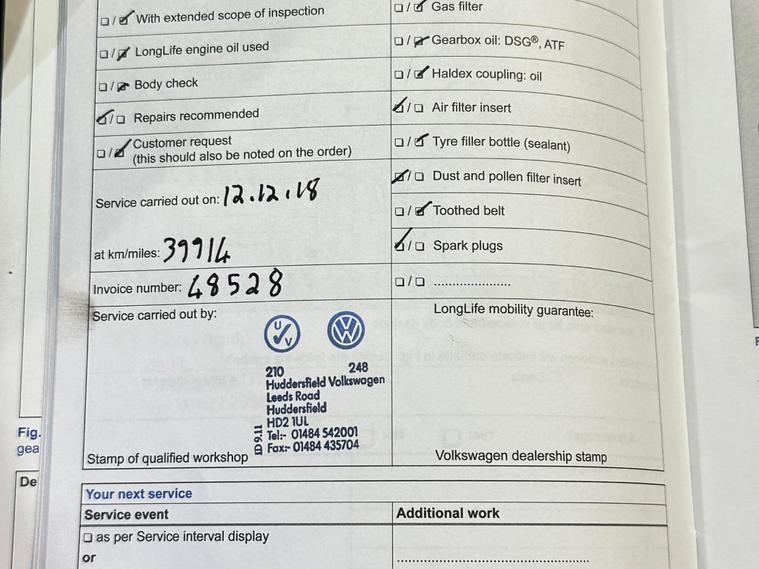 ☐/☑ With extended scope of inspection
☐/☑ LongLife engine oil used
☐/☑ Body check
☑/☐ Repairs recommended
☐/☑ Customer request
(this should also be noted on the order)
Service carried out on: 12.12.18
at km/miles: 39914
Invoice number: 48528
Service carried out by:
210 248
Huddersfield Volkswagen
Leeds Road
Huddersfield
HD2 1UL
Tel:- 01484 542001
Fax:- 01484 435704
Stamp of qualified workshop
☐/☑ Gas filter
☐/☑ Gearbox oil: DSG®, ATF
☐/☑ Haldex coupling: oil
☑/☐ Air filter insert
☐/☑ Tyre filler bottle (sealant)
☑/☐ Dust and pollen filter insert
☐/☑ Toothed belt
☑/☐ Spark plugs
☐/☐ .....................
LongLife mobility guarantee:
Volkswagen dealership stamp
Your next service
Service event
Additional work
☐ as per Service interval display
or
Fig.
gea
De